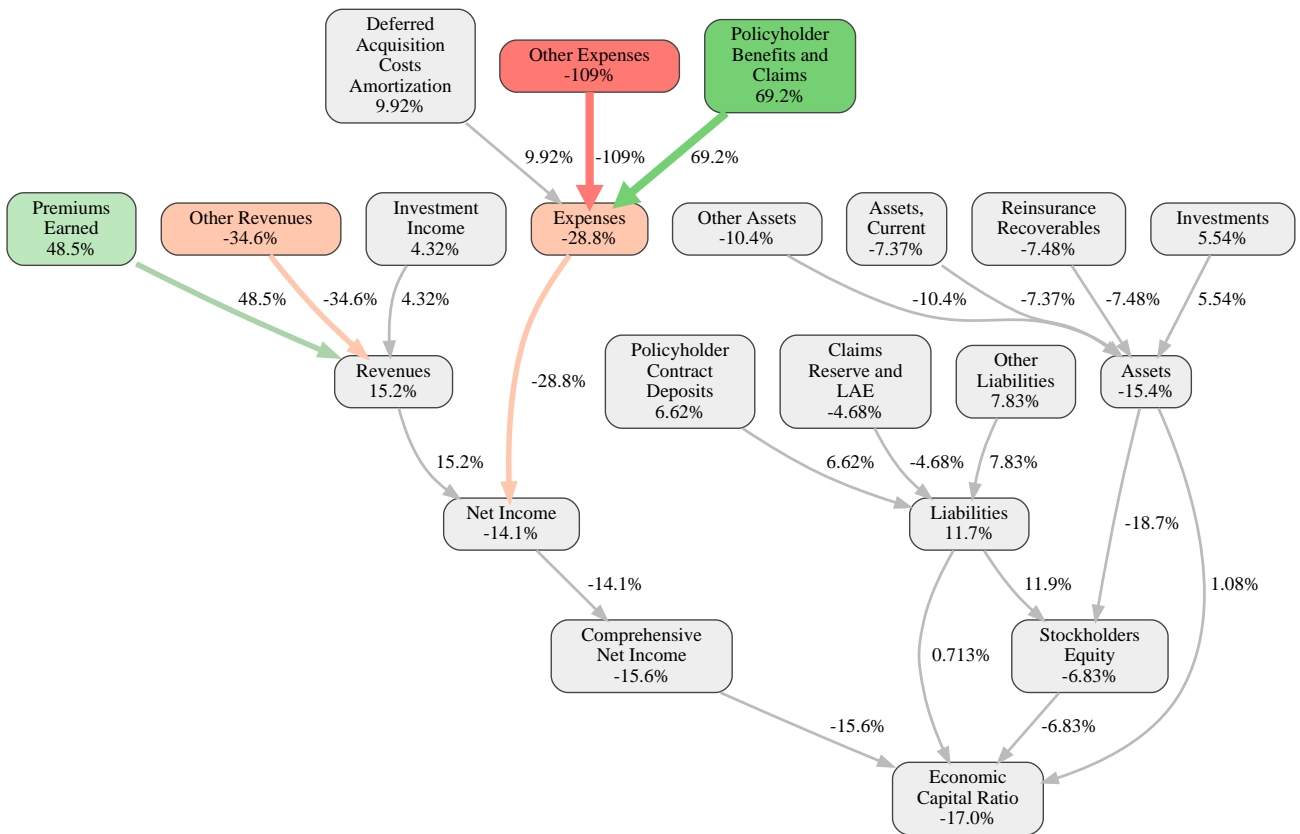 Deferred
Acquisition
Costs
Amortization
9.92%
Other Expenses
-109%
Policyholder
Benefits and
Claims
69.2%
9.92%
-109%
69.2%
Premiums
Earned
48.5%
Other Revenues
-34.6%
Investment
Income
4.32%
Expenses
-28.8%
Other Assets
-10.4%
Assets,
Current
-7.37%
Reinsurance
Recoverables
-7.48%
Investments
5.54%
48.5%
-34.6%
4.32%
-28.8%
-10.4%
-7.37%
-7.48%
5.54%
Revenues
15.2%
Policyholder
Contract
Deposits
6.62%
Claims
Reserve and
LAE
-4.68%
Other
Liabilities
7.83%
Assets
-15.4%
15.2%
6.62%
-4.68%
7.83%
Net Income
-14.1%
Liabilities
11.7%
-18.7%
1.08%
-14.1%
11.9%
Comprehensive
Net Income
-15.6%
0.713%
Stockholders
Equity
-6.83%
-15.6%
-6.83%
Economic
Capital Ratio
-17.0%